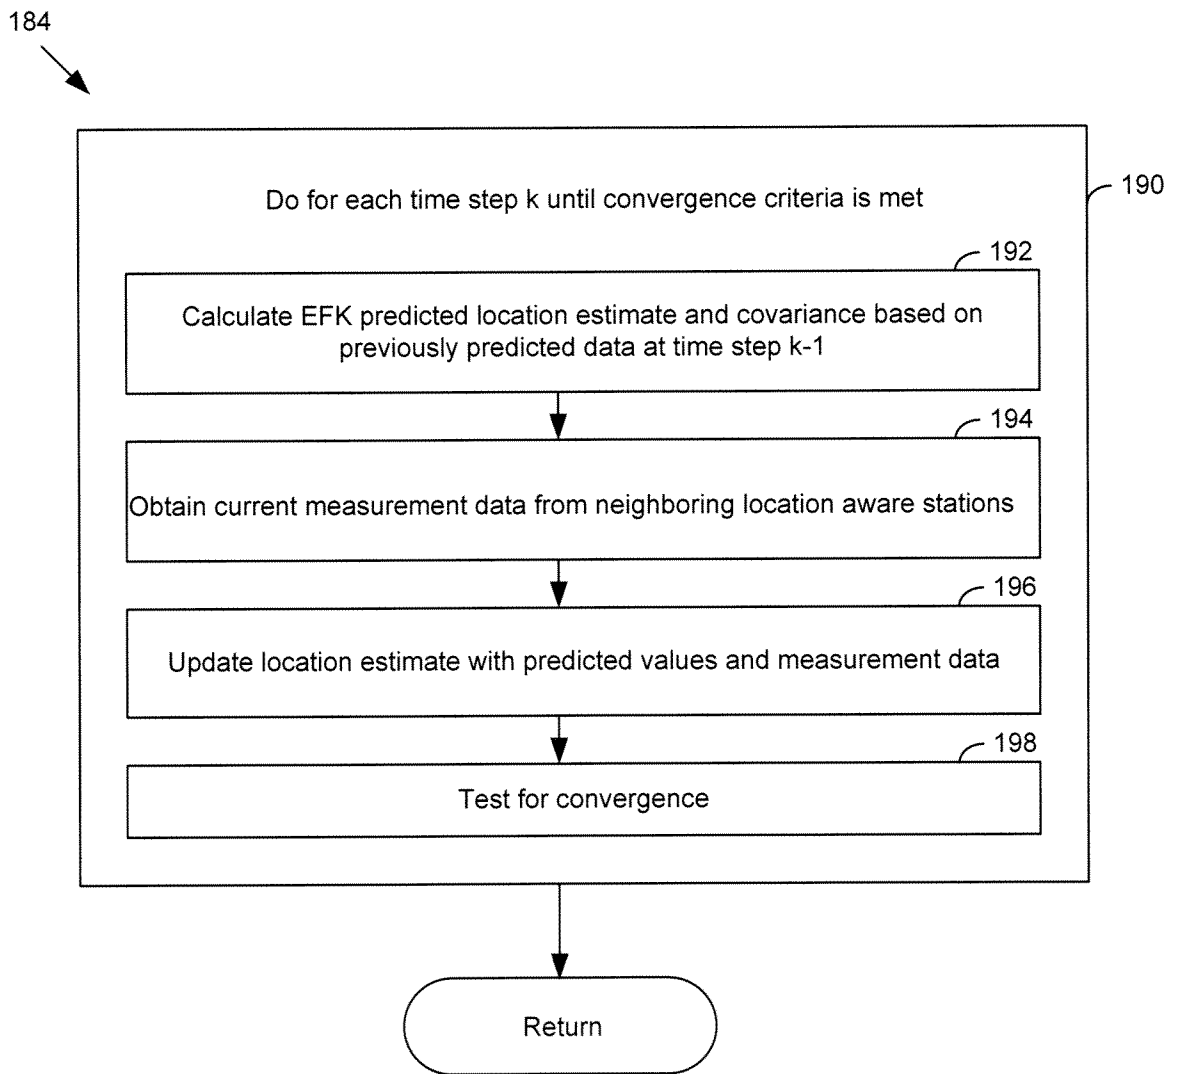 184
190
Do for each time step k until convergence criteria is met
192
Calculate EFK predicted location estimate and covariance based on
previously predicted data at time step k-1
194
Obtain current measurement data from neighboring location aware stations
196
Update location estimate with predicted values and measurement data
198
Test for convergence
Return